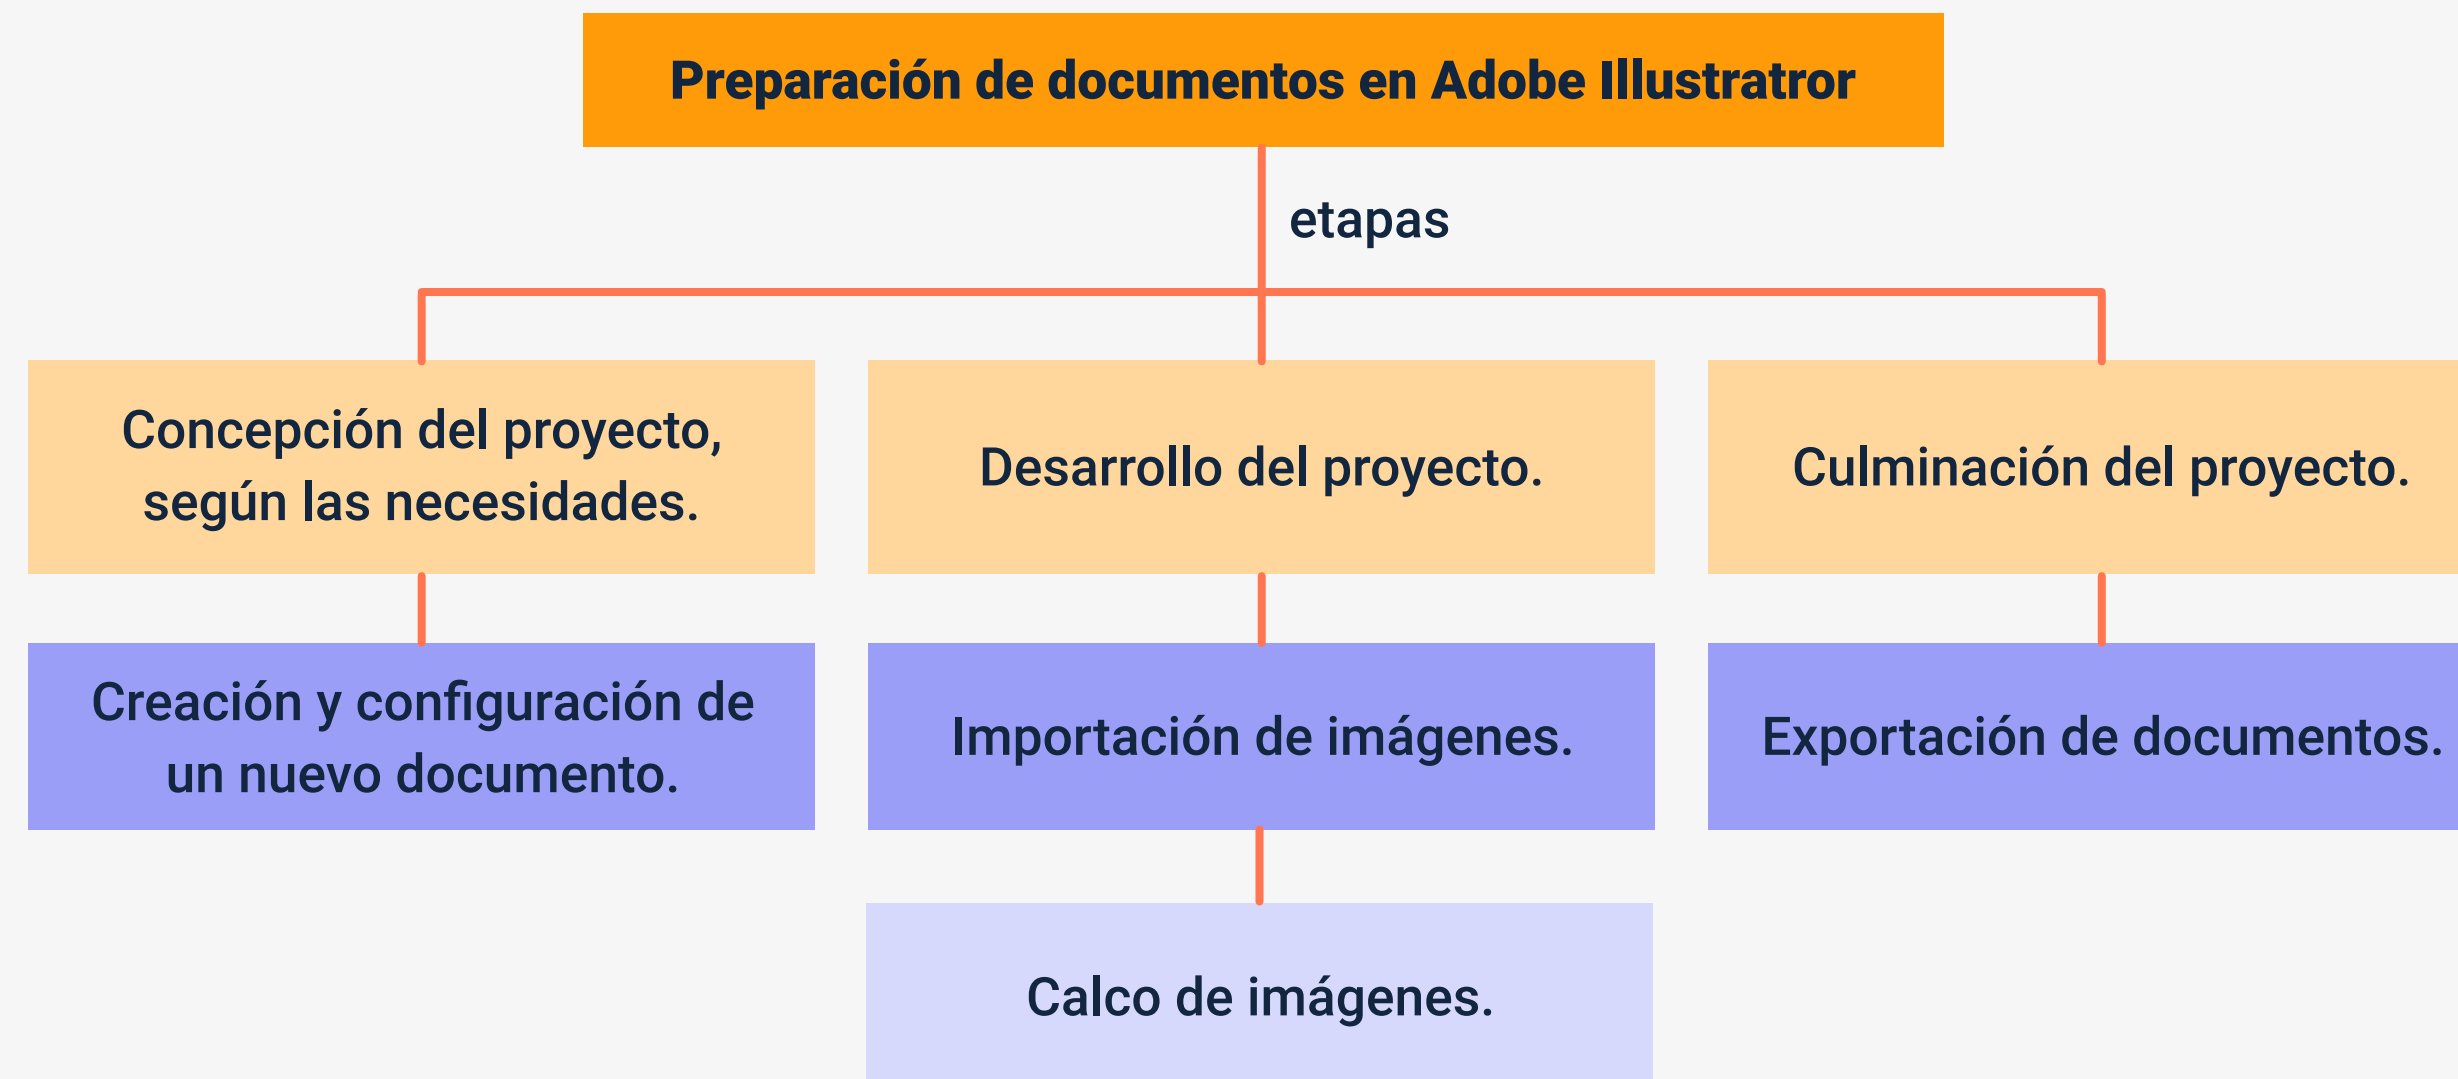 Preparación de documentos en Adobe Illustratror
etapas
Concepción del proyecto,
según las necesidades.
Desarrollo del proyecto.
Culminación del proyecto.
Creación y configuración de
un nuevo documento.
Importación de imágenes.
Exportación de documentos.
Calco de imágenes.